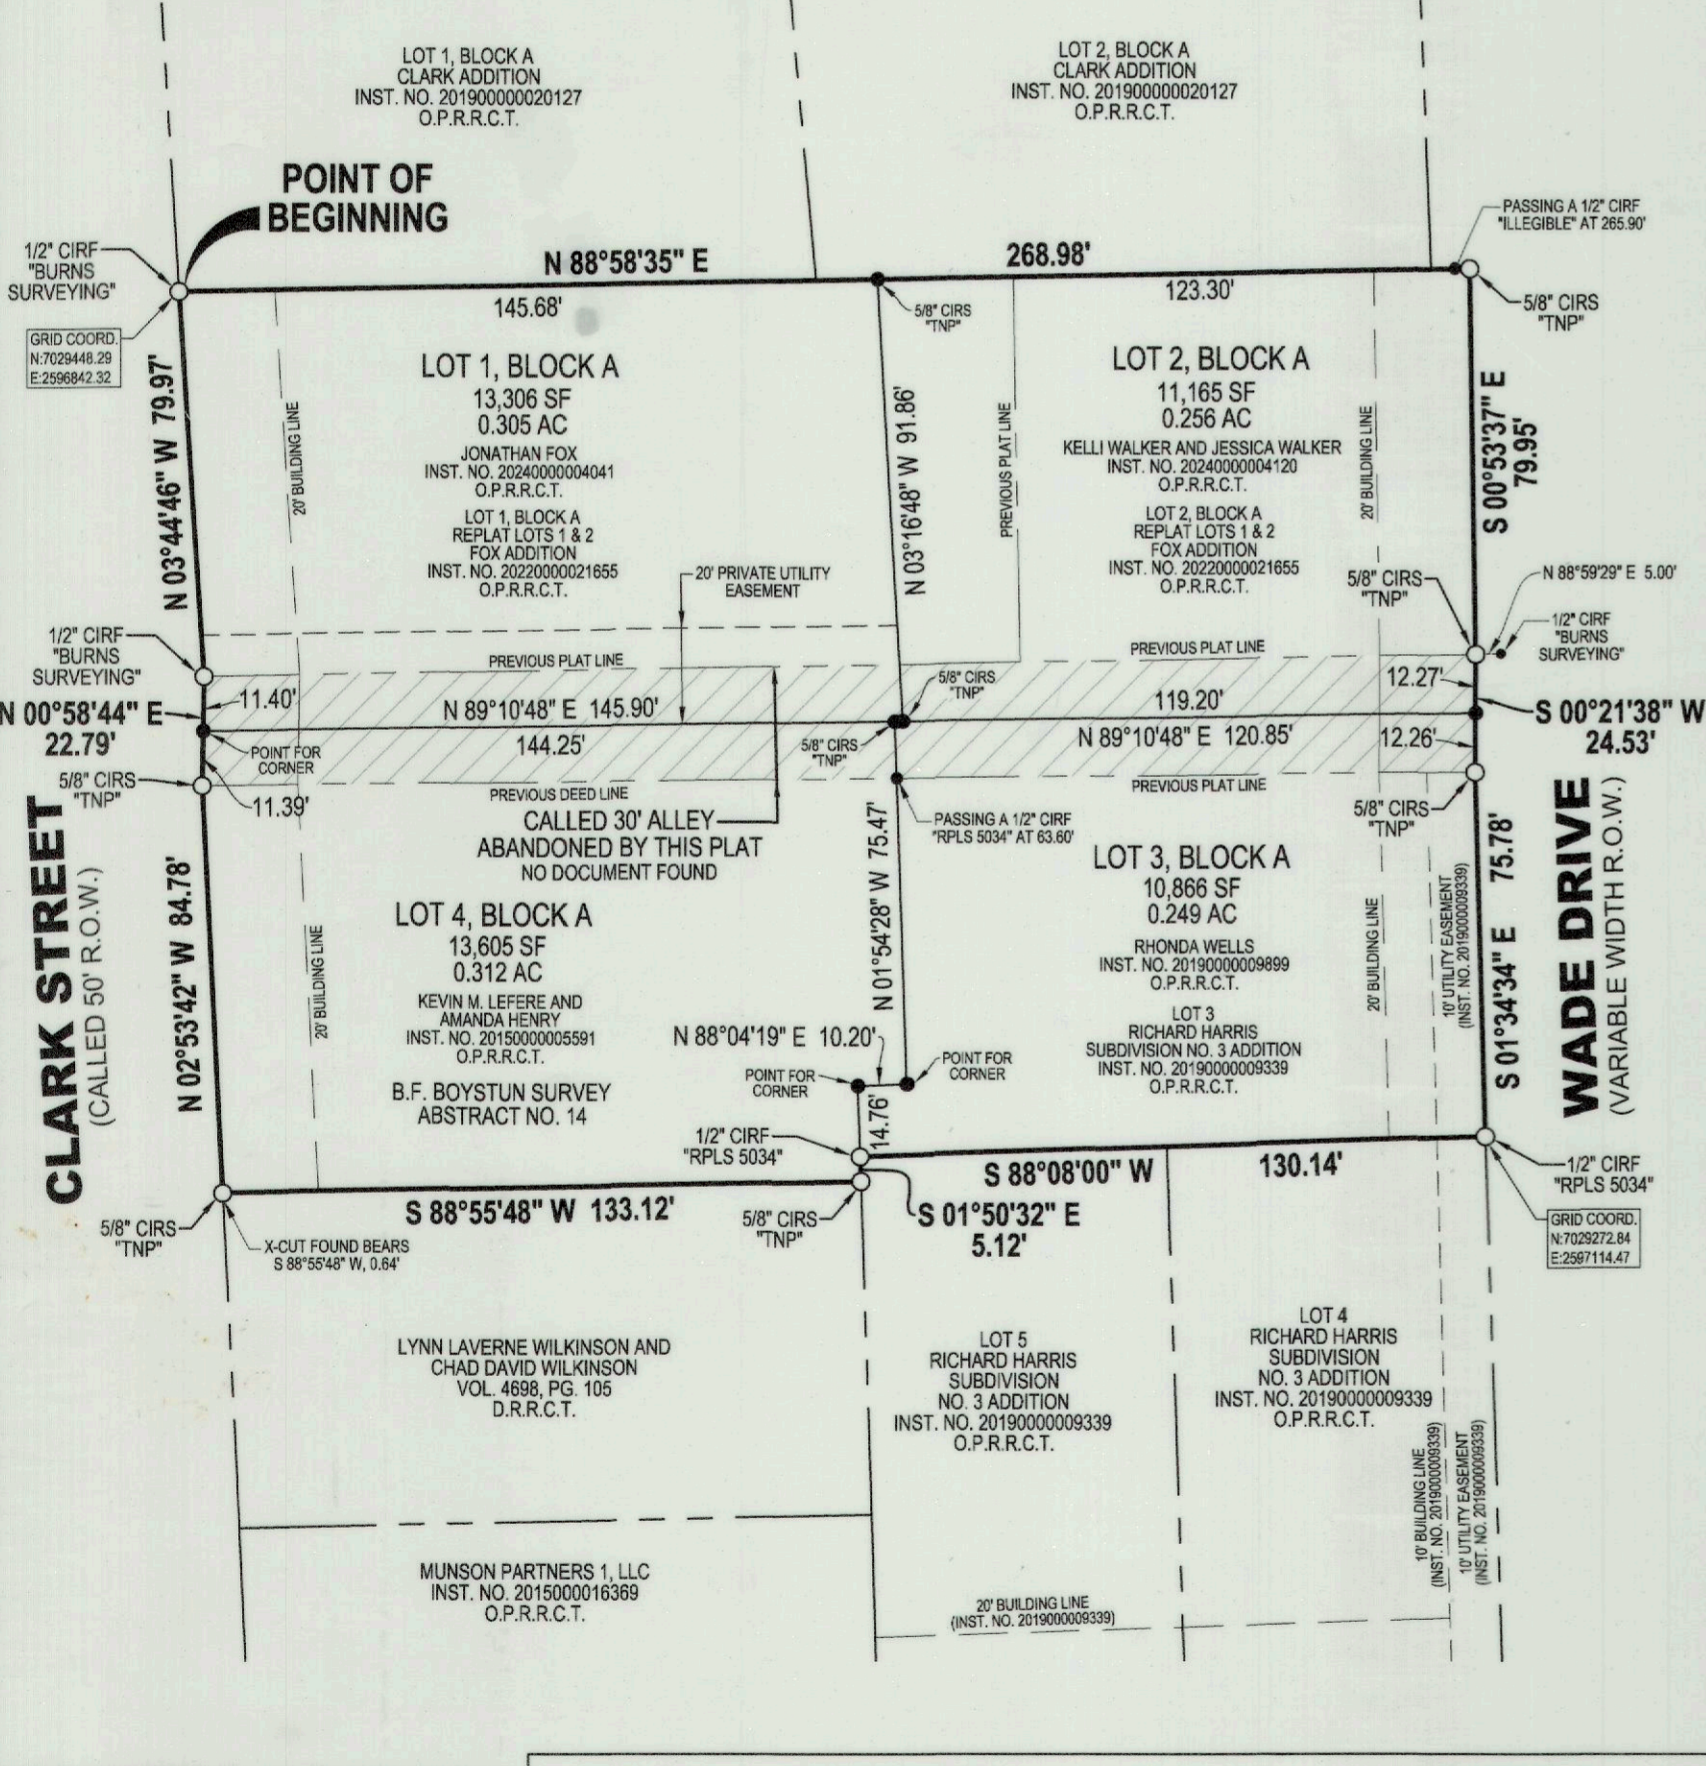 LOT 1, BLOCK A
CLARK ADDITION
INST. NO. 201900000020127
O.P.R.R.C.T.
LOT 2, BLOCK A
CLARK ADDITION
INST. NO. 201900000020127
O.P.R.R.C.T.
POINT OF
BEGINNING
1/2" CIRF
"BURNS
SURVEYING"
GRID COORD.
N:7029448.29
E:2596842.32
N 88°58'35" E
268.98'
PASSING A 1/2" CIRF
"ILLEGIBLE" AT 265.90'
145.68'
5/8" CIRS
"TNP"
123.30'
5/8" CIRS
"TNP"
N 03°44'46" W 79.97'
20' BUILDING LINE
LOT 1, BLOCK A
13,306 SF
0.305 AC
JONATHAN FOX
INST. NO. 20240000004041
O.P.R.R.C.T.
LOT 1, BLOCK A
REPLAT LOTS 1 & 2
FOX ADDITION
INST. NO. 20220000021655
O.P.R.R.C.T.
N 03°16'48" W 91.86'
PREVIOUS PLAT LINE
LOT 2, BLOCK A
11,165 SF
0.256 AC
KELLI WALKER AND JESSICA WALKER
INST. NO. 20240000004120
O.P.R.R.C.T.
LOT 2, BLOCK A
REPLAT LOTS 1 & 2
FOX ADDITION
INST. NO. 20220000021655
O.P.R.R.C.T.
20' BUILDING LINE
S 00°53'37" E
79.95'
20' PRIVATE UTILITY
EASEMENT
5/8" CIRS
"TNP"
N 88°59'29" E 5.00'
1/2" CIRF
"BURNS
SURVEYING"
1/2" CIRF
"BURNS
SURVEYING"
PREVIOUS PLAT LINE
PREVIOUS PLAT LINE
5/8" CIRS
"TNP"
12.27'
N 00°58'44" E
22.79'
11.40'
N 89°10'48" E 145.90'
119.20'
S 00°21'38" W
24.53'
POINT FOR
CORNER
144.25'
5/8" CIRS
"TNP"
N 89°10'48" E 120.85'
12.26'
5/8" CIRS
"TNP"
11.39'
PREVIOUS DEED LINE
PREVIOUS PLAT LINE
5/8" CIRS
"TNP"
CALLED 30' ALLEY
ABANDONED BY THIS PLAT
NO DOCUMENT FOUND
PASSING A 1/2" CIRF
"RPLS 5034" AT 63.60'
CLARK STREET
(CALLED 50' R.O.W.)
N 02°53'42" W 84.78'
20' BUILDING LINE
LOT 4, BLOCK A
13,605 SF
0.312 AC
KEVIN M. LEFERE AND
AMANDA HENRY
INST. NO. 20150000005591
O.P.R.R.C.T.
B.F. BOYSTUN SURVEY
ABSTRACT NO. 14
N 01°54'28" W 75.47'
LOT 3, BLOCK A
10,866 SF
0.249 AC
RHONDA WELLS
INST. NO. 20190000009899
O.P.R.R.C.T.
LOT 3
RICHARD HARRIS
SUBDIVISION NO. 3 ADDITION
INST. NO. 20190000009339
O.P.R.R.C.T.
20' BUILDING LINE
10' UTILITY EASEMENT
(INST. NO. 20190000009339)
S 01°34'34" E 75.78'
WADE DRIVE
(VARIABLE WIDTH R.O.W.)
N 88°04'19" E 10.20'
POINT FOR
CORNER
POINT FOR
CORNER
14.76'
1/2" CIRF
"RPLS 5034"
S 88°08'00" W
130.14'
1/2" CIRF
"RPLS 5034"
5/8" CIRS
"TNP"
X-CUT FOUND BEARS
S 88°55'48" W, 0.64'
S 88°55'48" W 133.12'
5/8" CIRS
"TNP"
S 01°50'32" E
5.12'
GRID COORD.
N:7029272.84
E:2597114.47
LYNN LAVERNE WILKINSON AND
CHAD DAVID WILKINSON
VOL. 4698, PG. 105
D.R.R.C.T.
LOT 5
RICHARD HARRIS
SUBDIVISION
NO. 3 ADDITION
INST. NO. 20190000009339
O.P.R.R.C.T.
LOT 4
RICHARD HARRIS
SUBDIVISION
NO. 3 ADDITION
INST. NO. 20190000009339
O.P.R.R.C.T.
10' BUILDING LINE
(INST. NO. 20190000009339)
10' UTILITY EASEMENT
(INST. NO. 20190000009339)
MUNSON PARTNERS 1, LLC
INST. NO. 2015000016369
O.P.R.R.C.T.
20' BUILDING LINE
(INST. NO. 2019000009339)